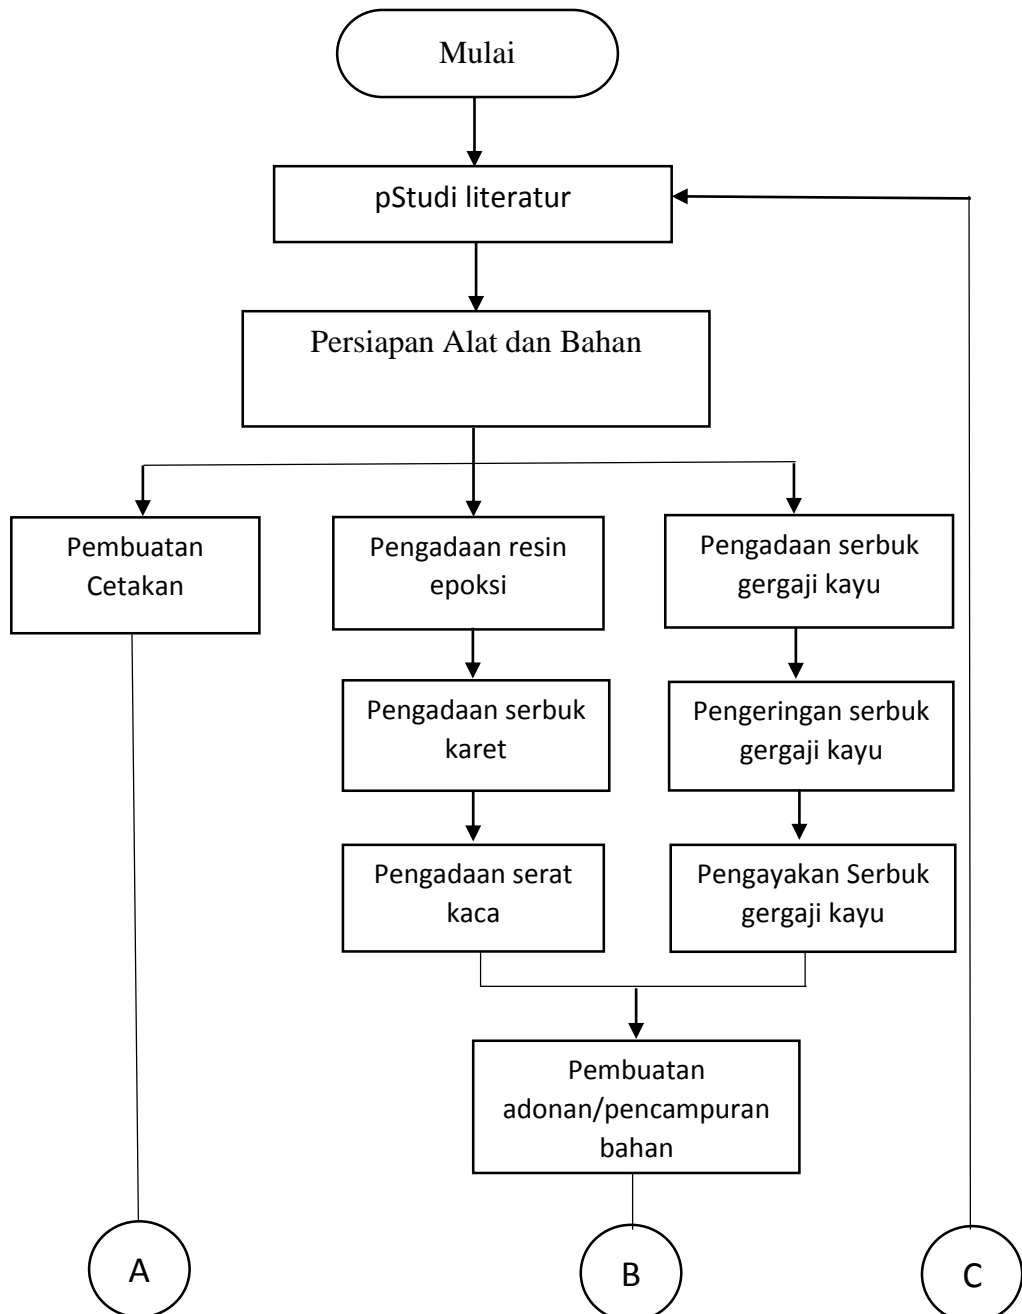 Mulai
pStudi literatur
Persiapan Alat dan Bahan
Pembuatan
Cetakan
Pengadaan resin
epoksi
Pengadaan serbuk
gergaji kayu
Pengadaan serbuk
karet
Pengeringan serbuk
gergaji kayu
Pengadaan serat
kaca
Pengayakan Serbuk
gergaji kayu
Pembuatan
adonan/pencampuran
bahan
A
B
C